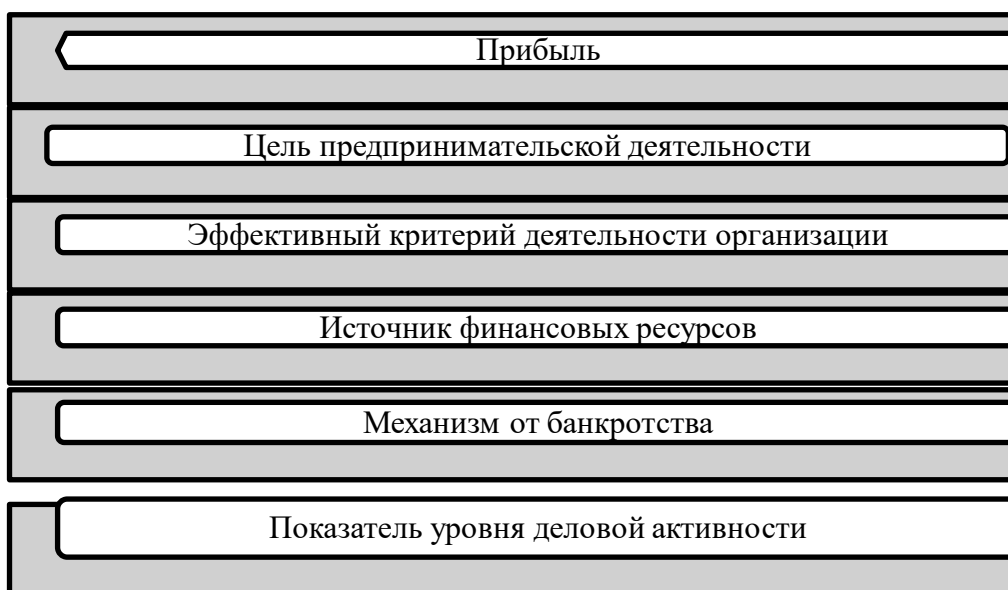 Прибыль
Цель предпринимательской деятельности
Эффективный критерий деятельности организации
Источник финансовых ресурсов
Механизм от банкротства
Показатель уровня деловой активности